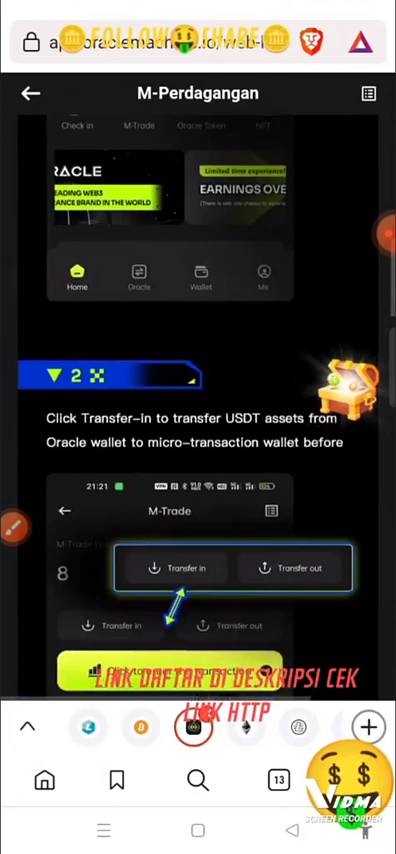 FOLLOW SHARE
M-Perdagangan
Check in M-Trade Oracle Token NFT
RACLE
EADING WEB3
ANCE BRAND IN THE WORLD
Limited time experience!
EARNINGS OVE
Home Oracle Wallet Me
2
Click Transfer-in to transfer USDT assets from
Oracle wallet to micro-transaction wallet before
21:21
M-Trade
8
Transfer in Transfer out
Transfer in Transfer out
LINK DAFTAR DI DESKRIPSI CEK
LINK HTTP
13
VIDMA
SCREEN RECORDER